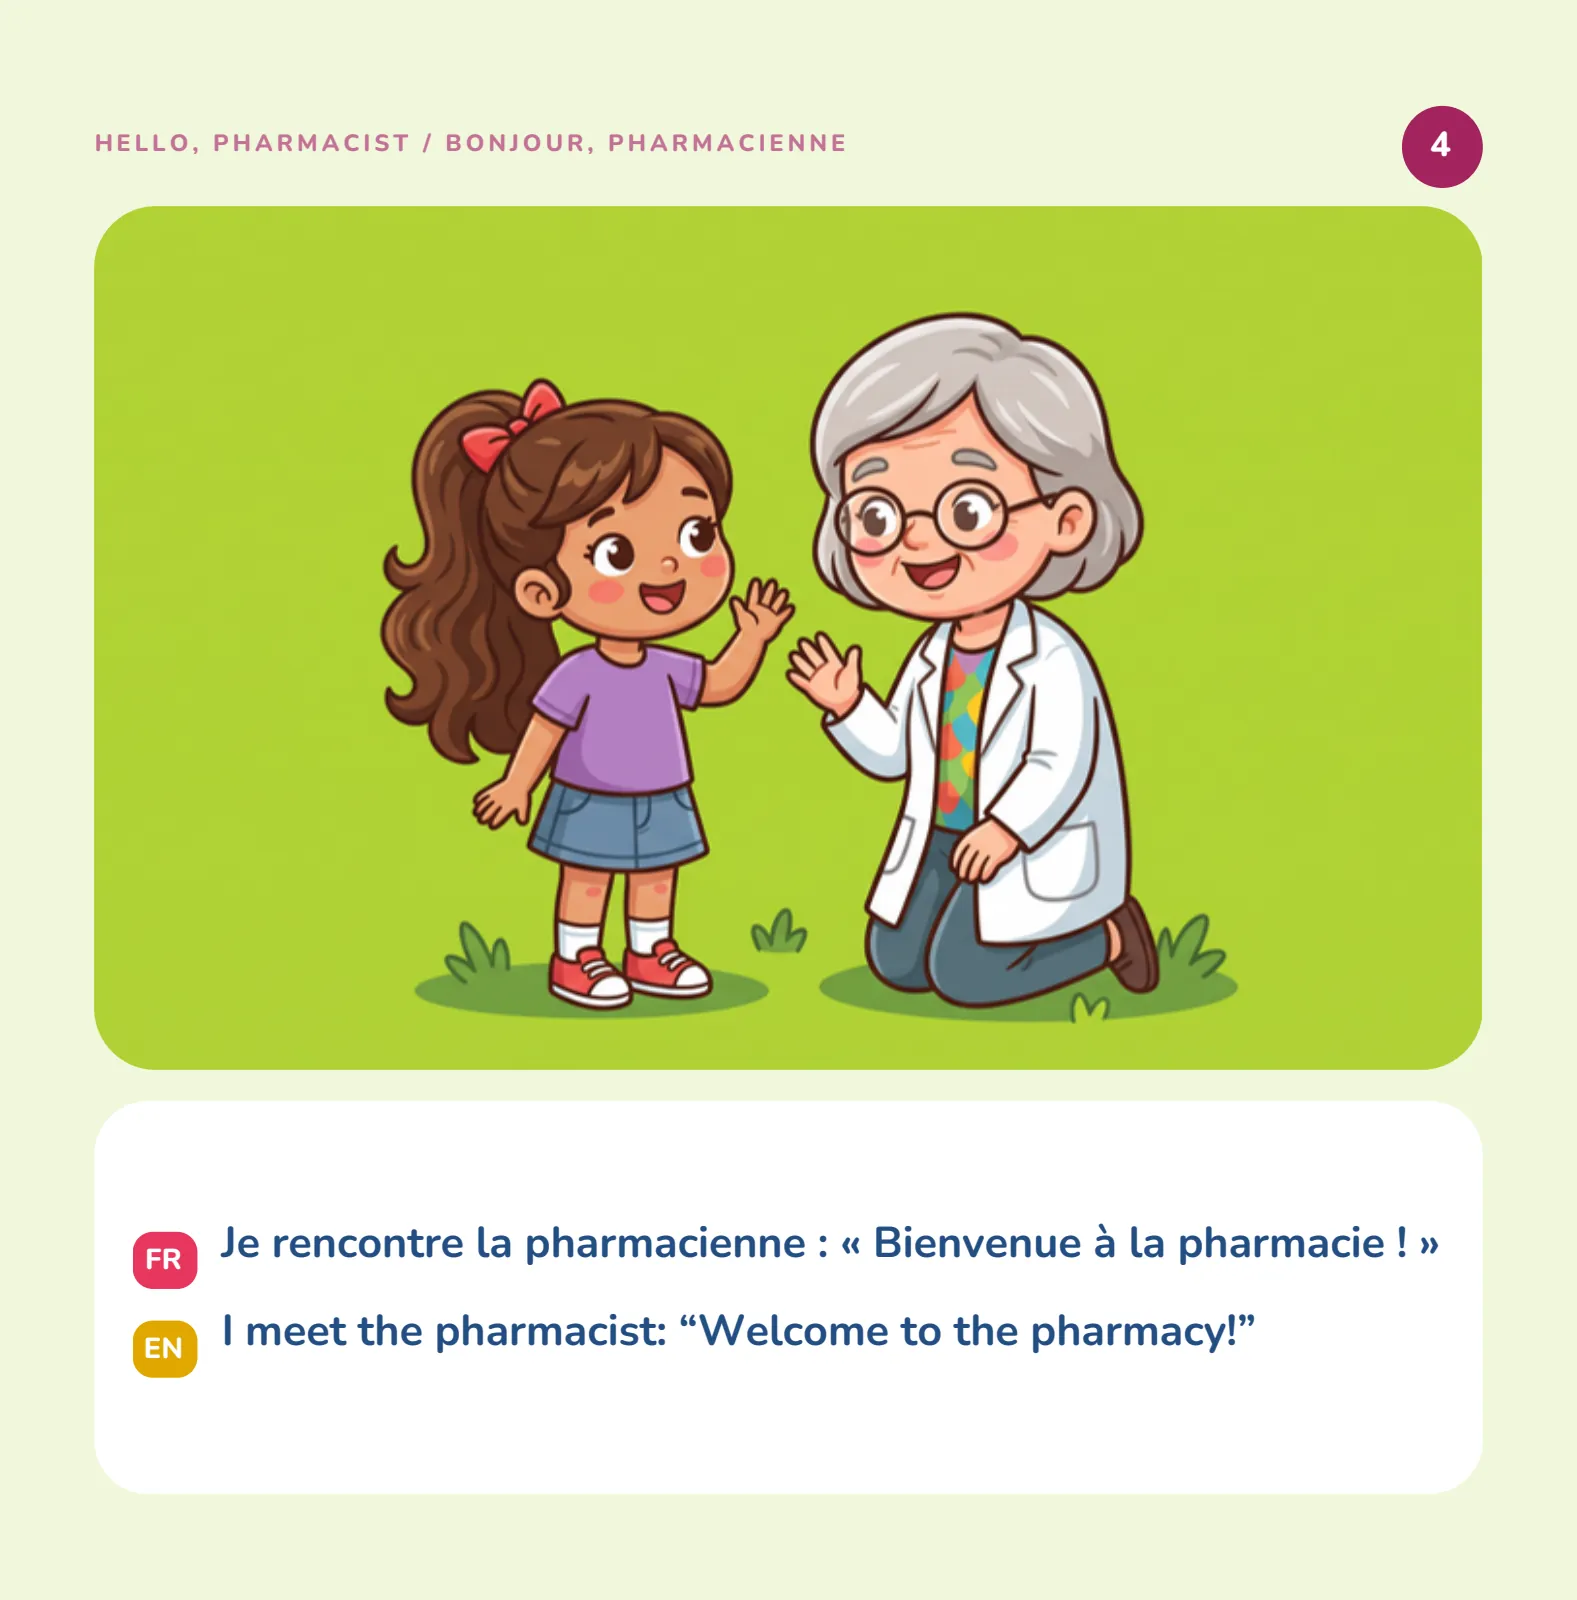 HELLO, PHARMACIST / BONJOUR, PHARMACIENNE
4
FR Je rencontre la pharmacienne : « Bienvenue à la pharmacie ! »
EN I meet the pharmacist: “Welcome to the pharmacy!”